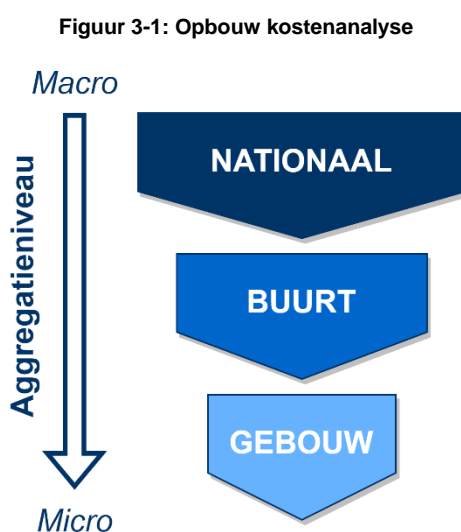 Figuur 3-1: Opbouw kostenanalyse
Macro
Aggregatieniveau
NATIONAAL
BUURT
GEBOUW
Micro